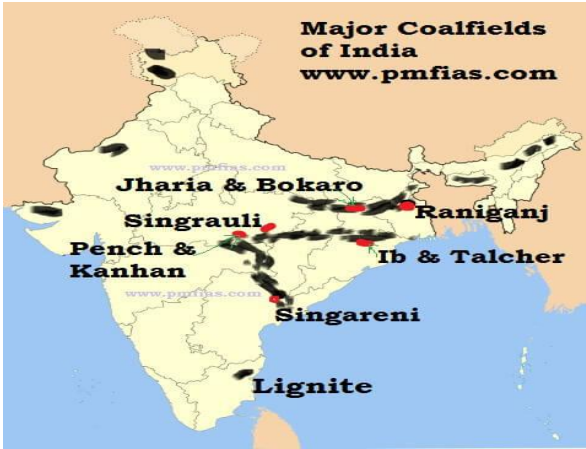 Major Coalfields
of India
www.pmfias.com
www.pmfias.com
Jharia & Bokaro
Raniganj
Singrauli
Pench &
Kanhan
Ib & Talcher
www.pmfias.com
Singareni
Lignite